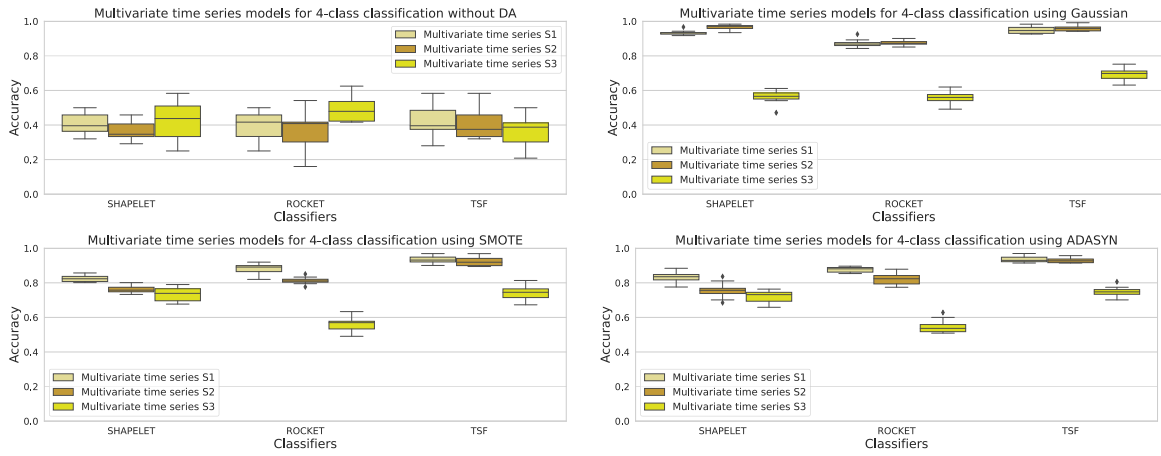 Multivariate time series models for 4-class classification without DA
1.0
0.8
0.6
0.4
0.2
0.0
Accuracy
Multivariate time series S1
Multivariate time series S2
Multivariate time series S3
SHAPELET
ROCKET
TSF
Classifiers
Multivariate time series models for 4-class classification using Gaussian
1.0
0.8
0.6
0.4
0.2
0.0
Accuracy
Multivariate time series S1
Multivariate time series S2
Multivariate time series S3
SHAPELET
ROCKET
TSF
Classifiers
Multivariate time series models for 4-class classification using SMOTE
1.0
0.8
0.6
0.4
0.2
0.0
Accuracy
Multivariate time series S1
Multivariate time series S2
Multivariate time series S3
SHAPELET
ROCKET
TSF
Classifiers
Multivariate time series models for 4-class classification using ADASYN
1.0
0.8
0.6
0.4
0.2
0.0
Accuracy
Multivariate time series S1
Multivariate time series S2
Multivariate time series S3
SHAPELET
ROCKET
TSF
Classifiers